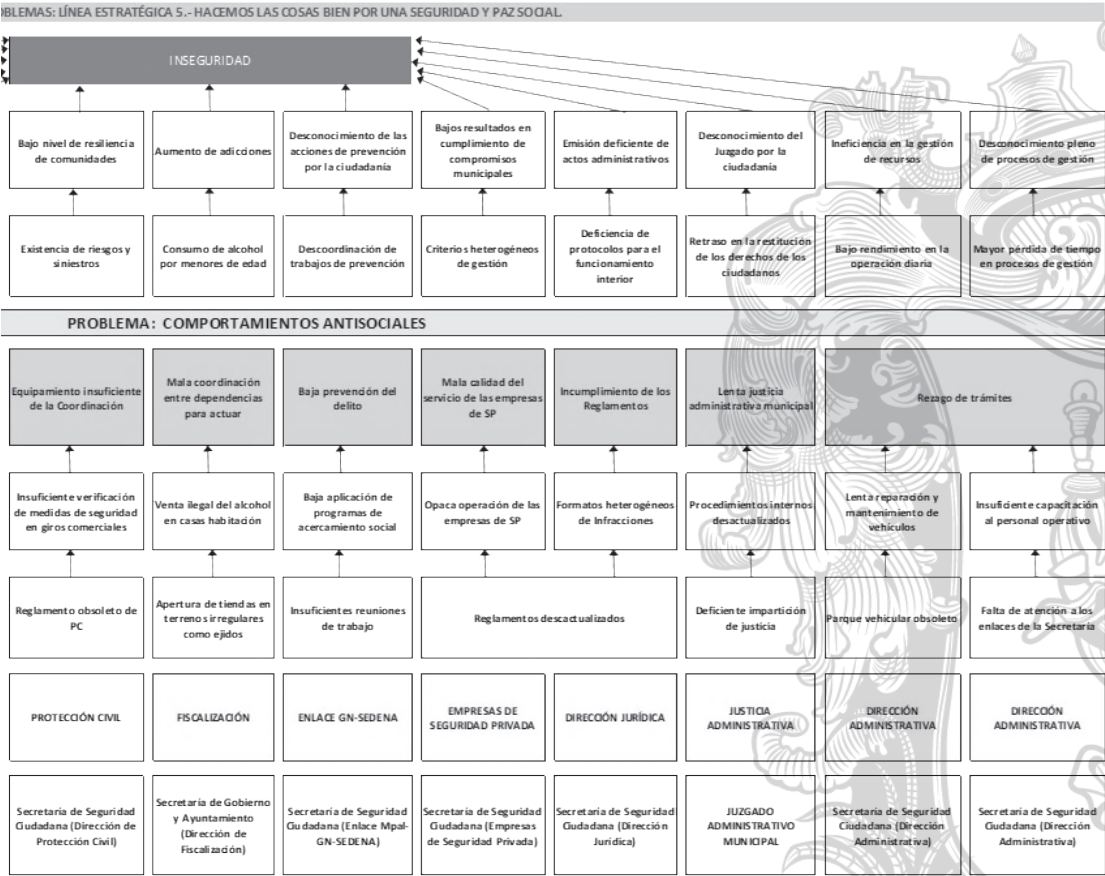 OBLEMAS: LÍNEA ESTRATÉGICA 5.- HACEMOS LAS COSAS BIEN POR UNA SEGURIDAD Y PAZ SOCIAL.
INSEGURIDAD
Bajo nivel de resiliencia
de comunidades
Aumento de adicciones
Desconocimiento de las
acciones de prevención
por la ciudadanía
Bajos resultados en
cumplimiento de
compromisos
municipales
Emisión deficiente de
actos administrativos
Desconocimiento del
Juzgado por la
ciudadanía
Ineficiencia en la gestión
de recursos
Desconocimiento pleno
de procesos de gestión
Existencia de riesgos y
siniestros
Consumo de alcohol
por menores de edad
Descoordinación de
trabajos de prevención
Criterios heterogéneos
de gestión
Deficiencia de
protocolos para el
funcionamiento
interior
Retraso en la restitución
de los derechos de los
ciudadanos
Bajo rendimiento en la
operación diaria
Mayor pérdida de tiempo
en procesos de gestión
PROBLEMA: COMPORTAMIENTOS ANTISOCIALES
Equipamiento insuficiente
de la Coordinación
Mala coordinación
entre dependencias
para actuar
Baja prevención del
delito
Mala calidad del
servicio de las empresas
de SP
Incumplimiento de los
Reglamentos
Lenta justicia
administrativa municipal
Rezago de trámites
Insuficiente verificación
de medidas de seguridad
en giros comerciales
Venta ilegal del alcohol
en casas habitación
Baja aplicación de
programas de
acercamiento social
Opaca operación de las
empresas de SP
Formatos heterogéneos
de Infracciones
Procedimientos internos
desactualizados
Lenta reparación y
mantenimiento de
vehículos
Insuficiente capacitación
al personal operativo
Reglamento obsoleto de
PC
Apertura de tiendas en
terrenos irregulares
como ejidos
Insuficientes reuniones
de trabajo
Reglamentos descactualizados
Deficiente impartición
de justicia
Parque vehicular obsoleto
Falta de atención a los
enlaces de la Secretaría
PROTECCIÓN CIVIL
FISCALIZACIÓN
ENLACE GN-SEDENA
EMPRESAS DE
SEGURIDAD PRIVADA
DIRECCIÓN JURÍDICA
JUSTICIA
ADMINISTRATIVA
DIRECCIÓN
ADMINISTRATIVA
DIRECCIÓN
ADMINISTRATIVA
Secretaría de Seguridad
Ciudadana (Dirección de
Protección Civil)
Secretaría de Gobierno
y Ayuntamiento
(Dirección de
Fiscalización)
Secretaría de Seguridad
Ciudadana (Enlace Mpal-
GN-SEDENA)
Secretaría de Seguridad
Ciudadana (Empresas
de Seguridad Privada)
Secretaría de Seguridad
Ciudadana (Dirección
Jurídica)
JUZGADO
ADMINISTRATIVO
MUNICIPAL
Secretaría de Seguridad
Ciudadana (Dirección
Administrativa)
Secretaría de Seguridad
Ciudadana (Dirección
Administrativa)